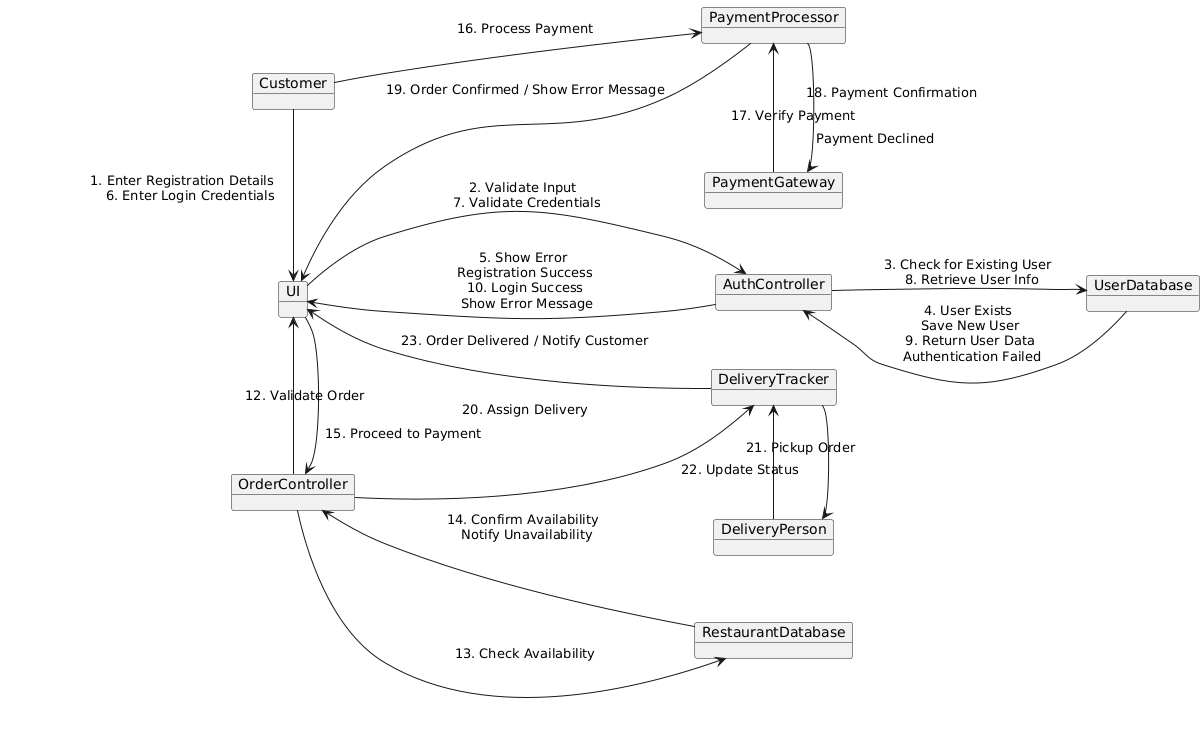 PaymentProcessor
16. Process Payment
Customer
19. Order Confirmed / Show Error Message
18. Payment Confirmation
17. Verify Payment
Payment Declined
1. Enter Registration Details
6. Enter Login Credentials
2. Validate Input
7. Validate Credentials
PaymentGateway
5. Show Error
Registration Success
10. Login Success
Show Error Message
UI
AuthController
3. Check for Existing User
8. Retrieve User Info
UserDatabase
4. User Exists
Save New User
9. Return User Data
Authentication Failed
23. Order Delivered / Notify Customer
DeliveryTracker
12. Validate Order
20. Assign Delivery
15. Proceed to Payment
21. Pickup Order
22. Update Status
OrderController
14. Confirm Availability
Notify Unavailability
DeliveryPerson
RestaurantDatabase
13. Check Availability